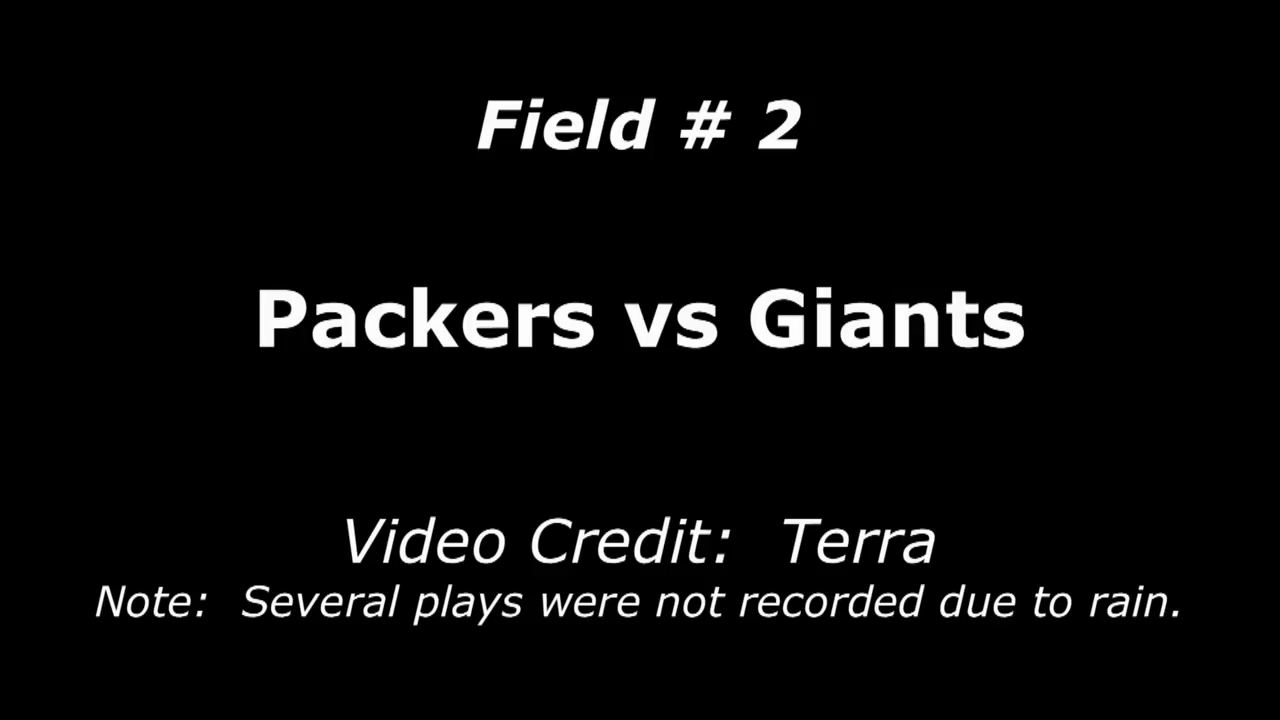 Field # 2
Packers vs Giants
Video Credit:  Terra
Note:  Several plays were not recorded due to rain.